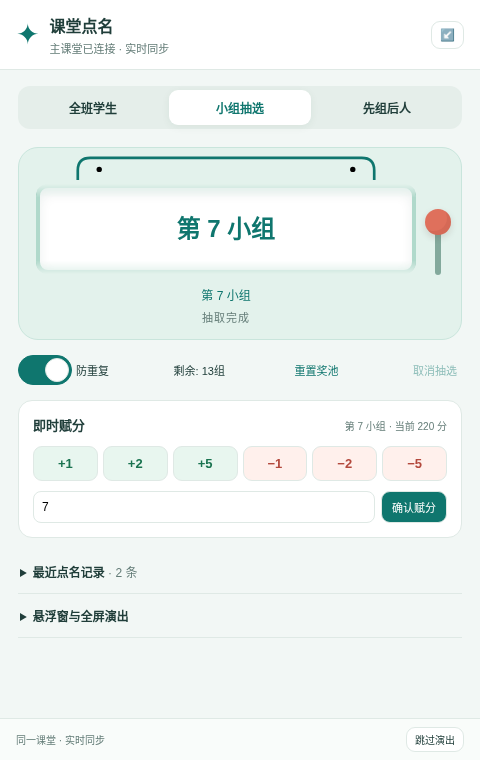 课堂点名
主课堂已连接 · 实时同步
全班学生 小组抽选 先组后人
第 7 小组
第 7 小组
抽取完成
防重复 剩余: 13组 重置奖池 取消抽选
即时赋分 第 7 小组 · 当前 220 分
+1 +2 +5 −1 −2 −5
7 确认赋分
最近点名记录 · 2 条
悬浮窗与全屏演出
同一课堂 · 实时同步 跳过演出